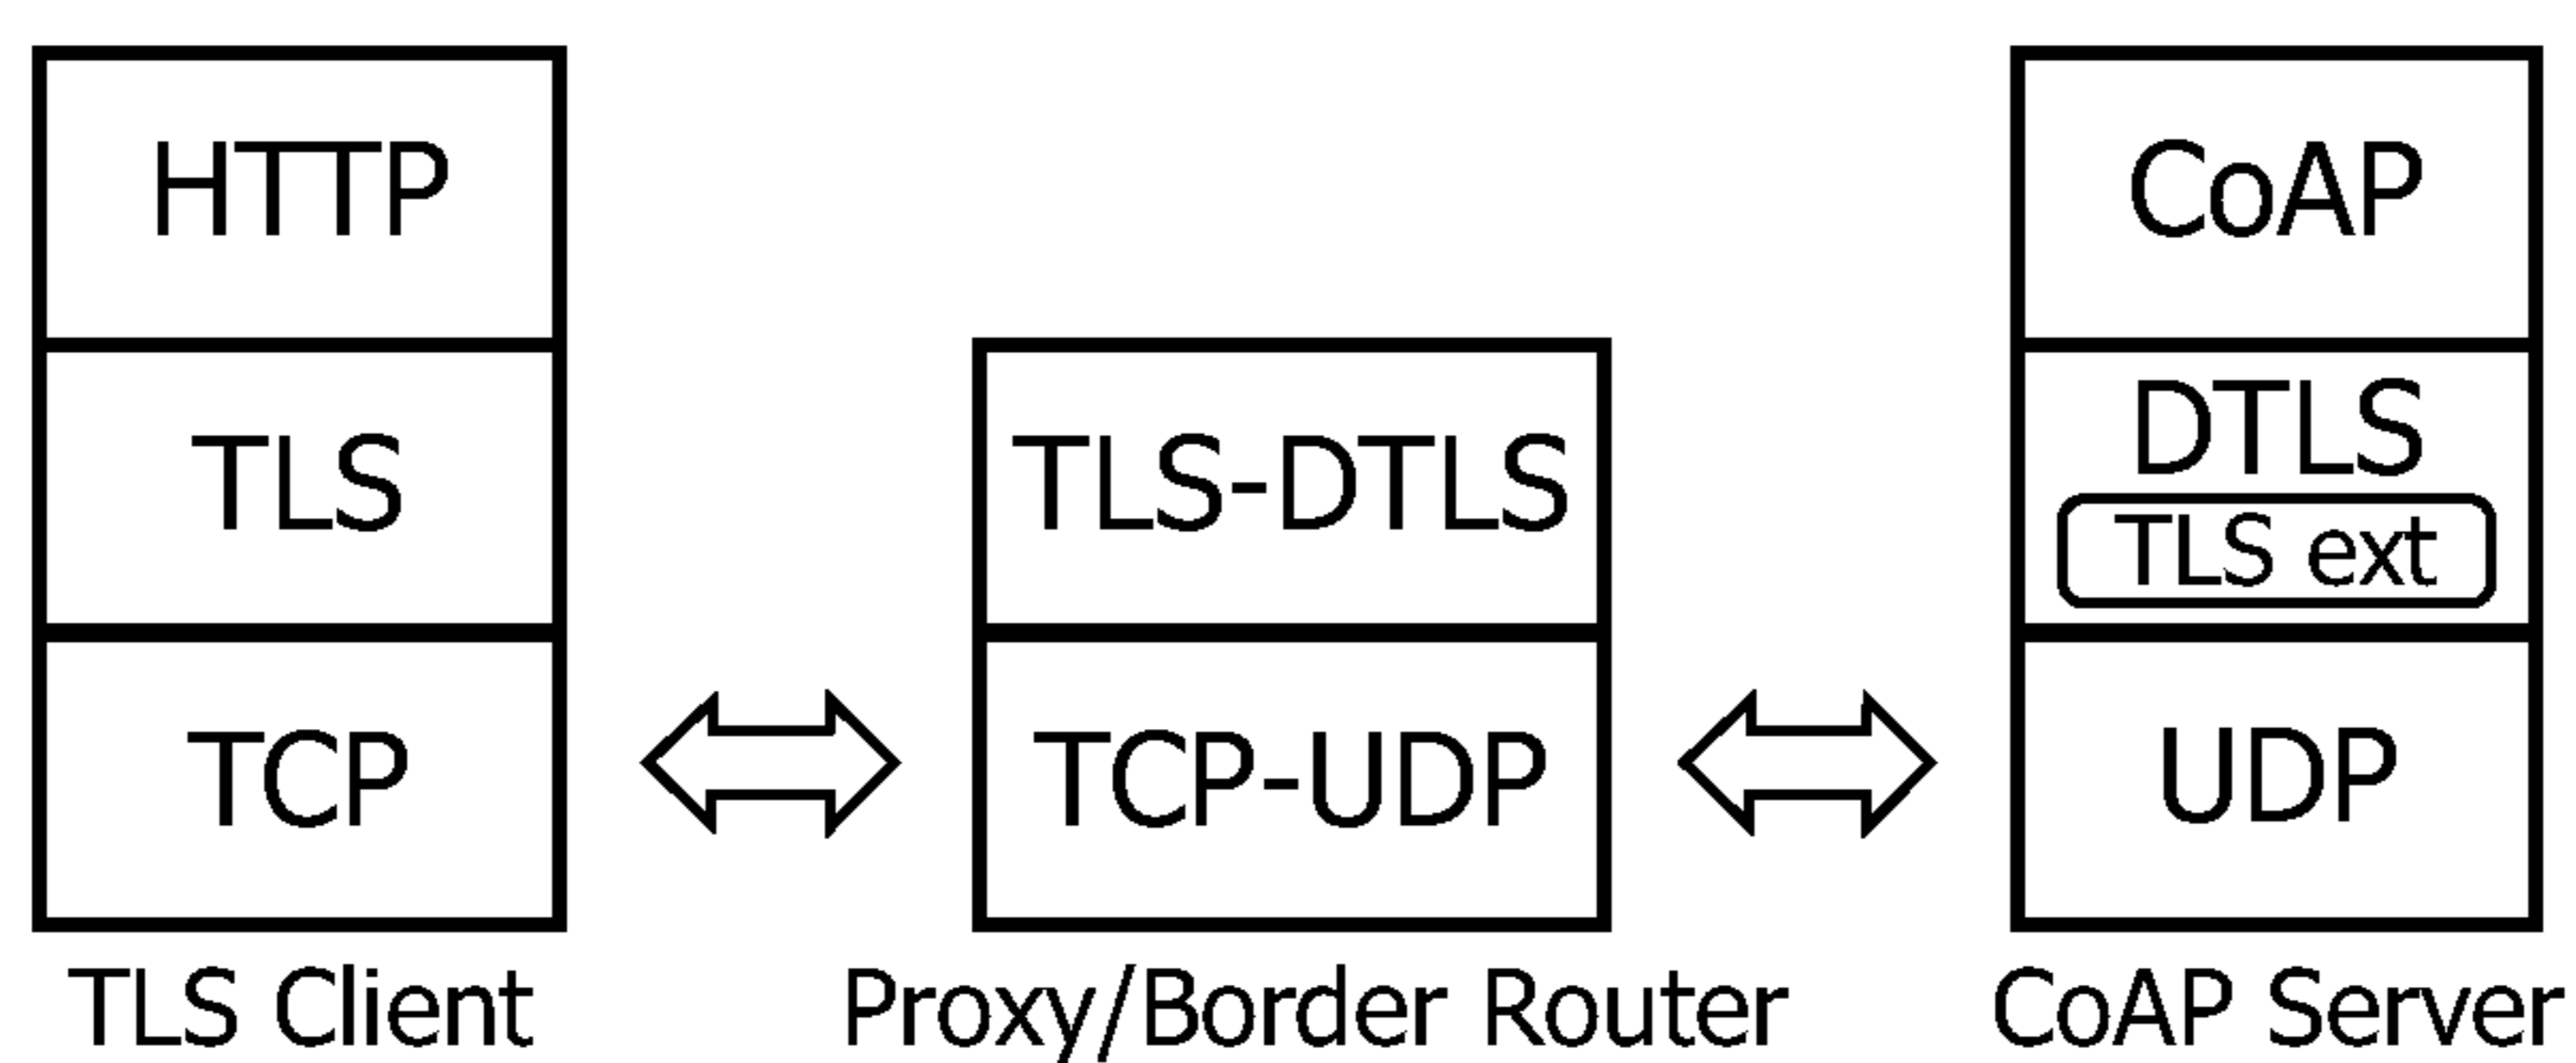 HTTP
TLS
TCP
TLS Client
TLS-DTLS
TCP-UDP
Proxy/Border Router
CoAP
DTLS
TLS ext
UDP
CoAP Server